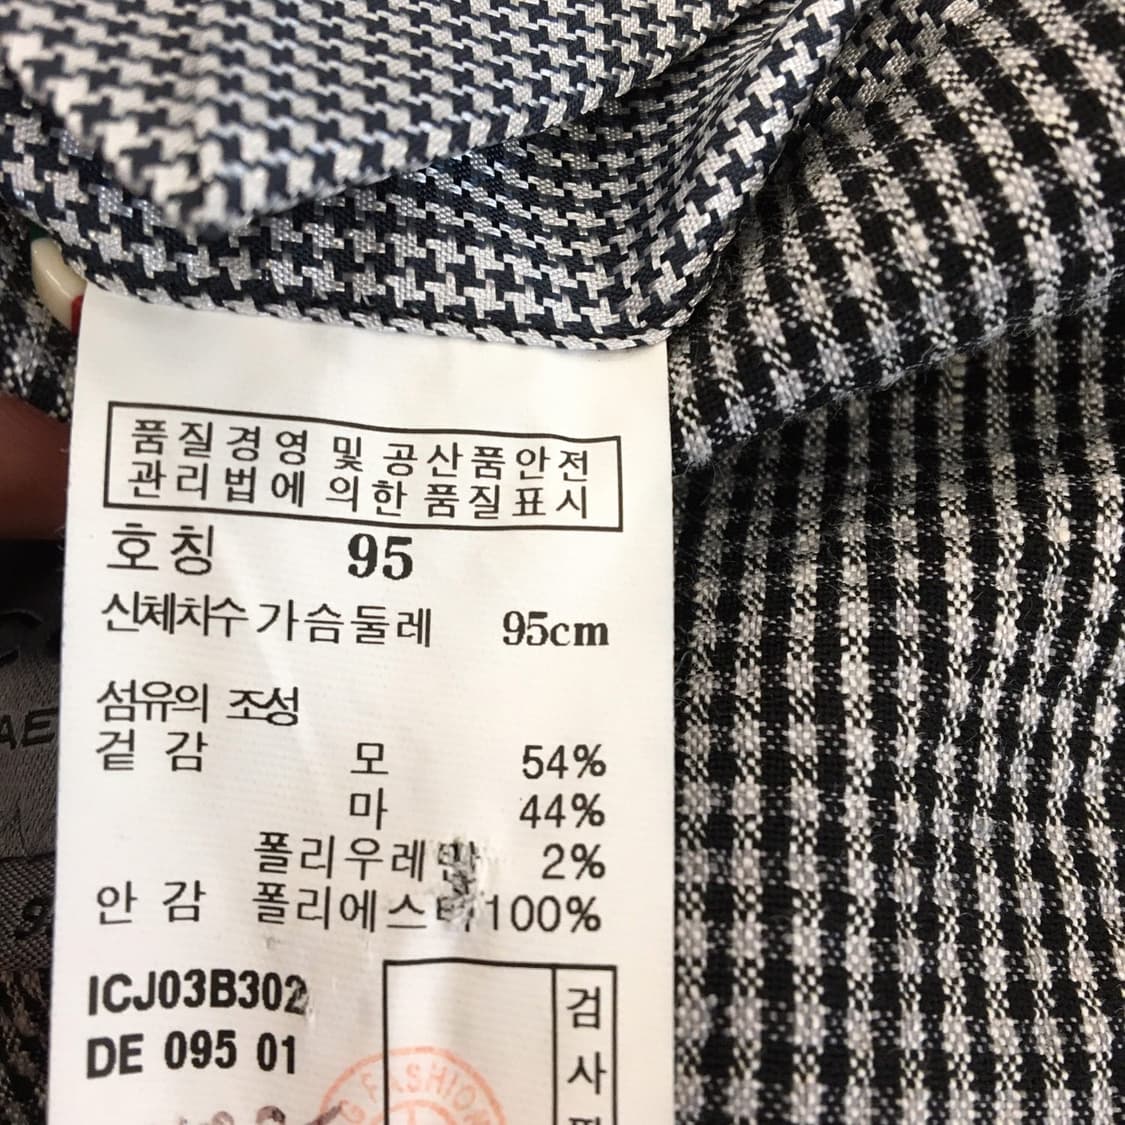 품질경영 및 공산품안전
관리법에 의한 품질표시
호칭 95
신체치수 가슴둘레 95cm
섬유의 조성
겉감 모 54%
마 44%
폴리우레탄 2%
안감 폴리에스터 100%
ICJ03B302
DE 095 01
검
사
FASHION